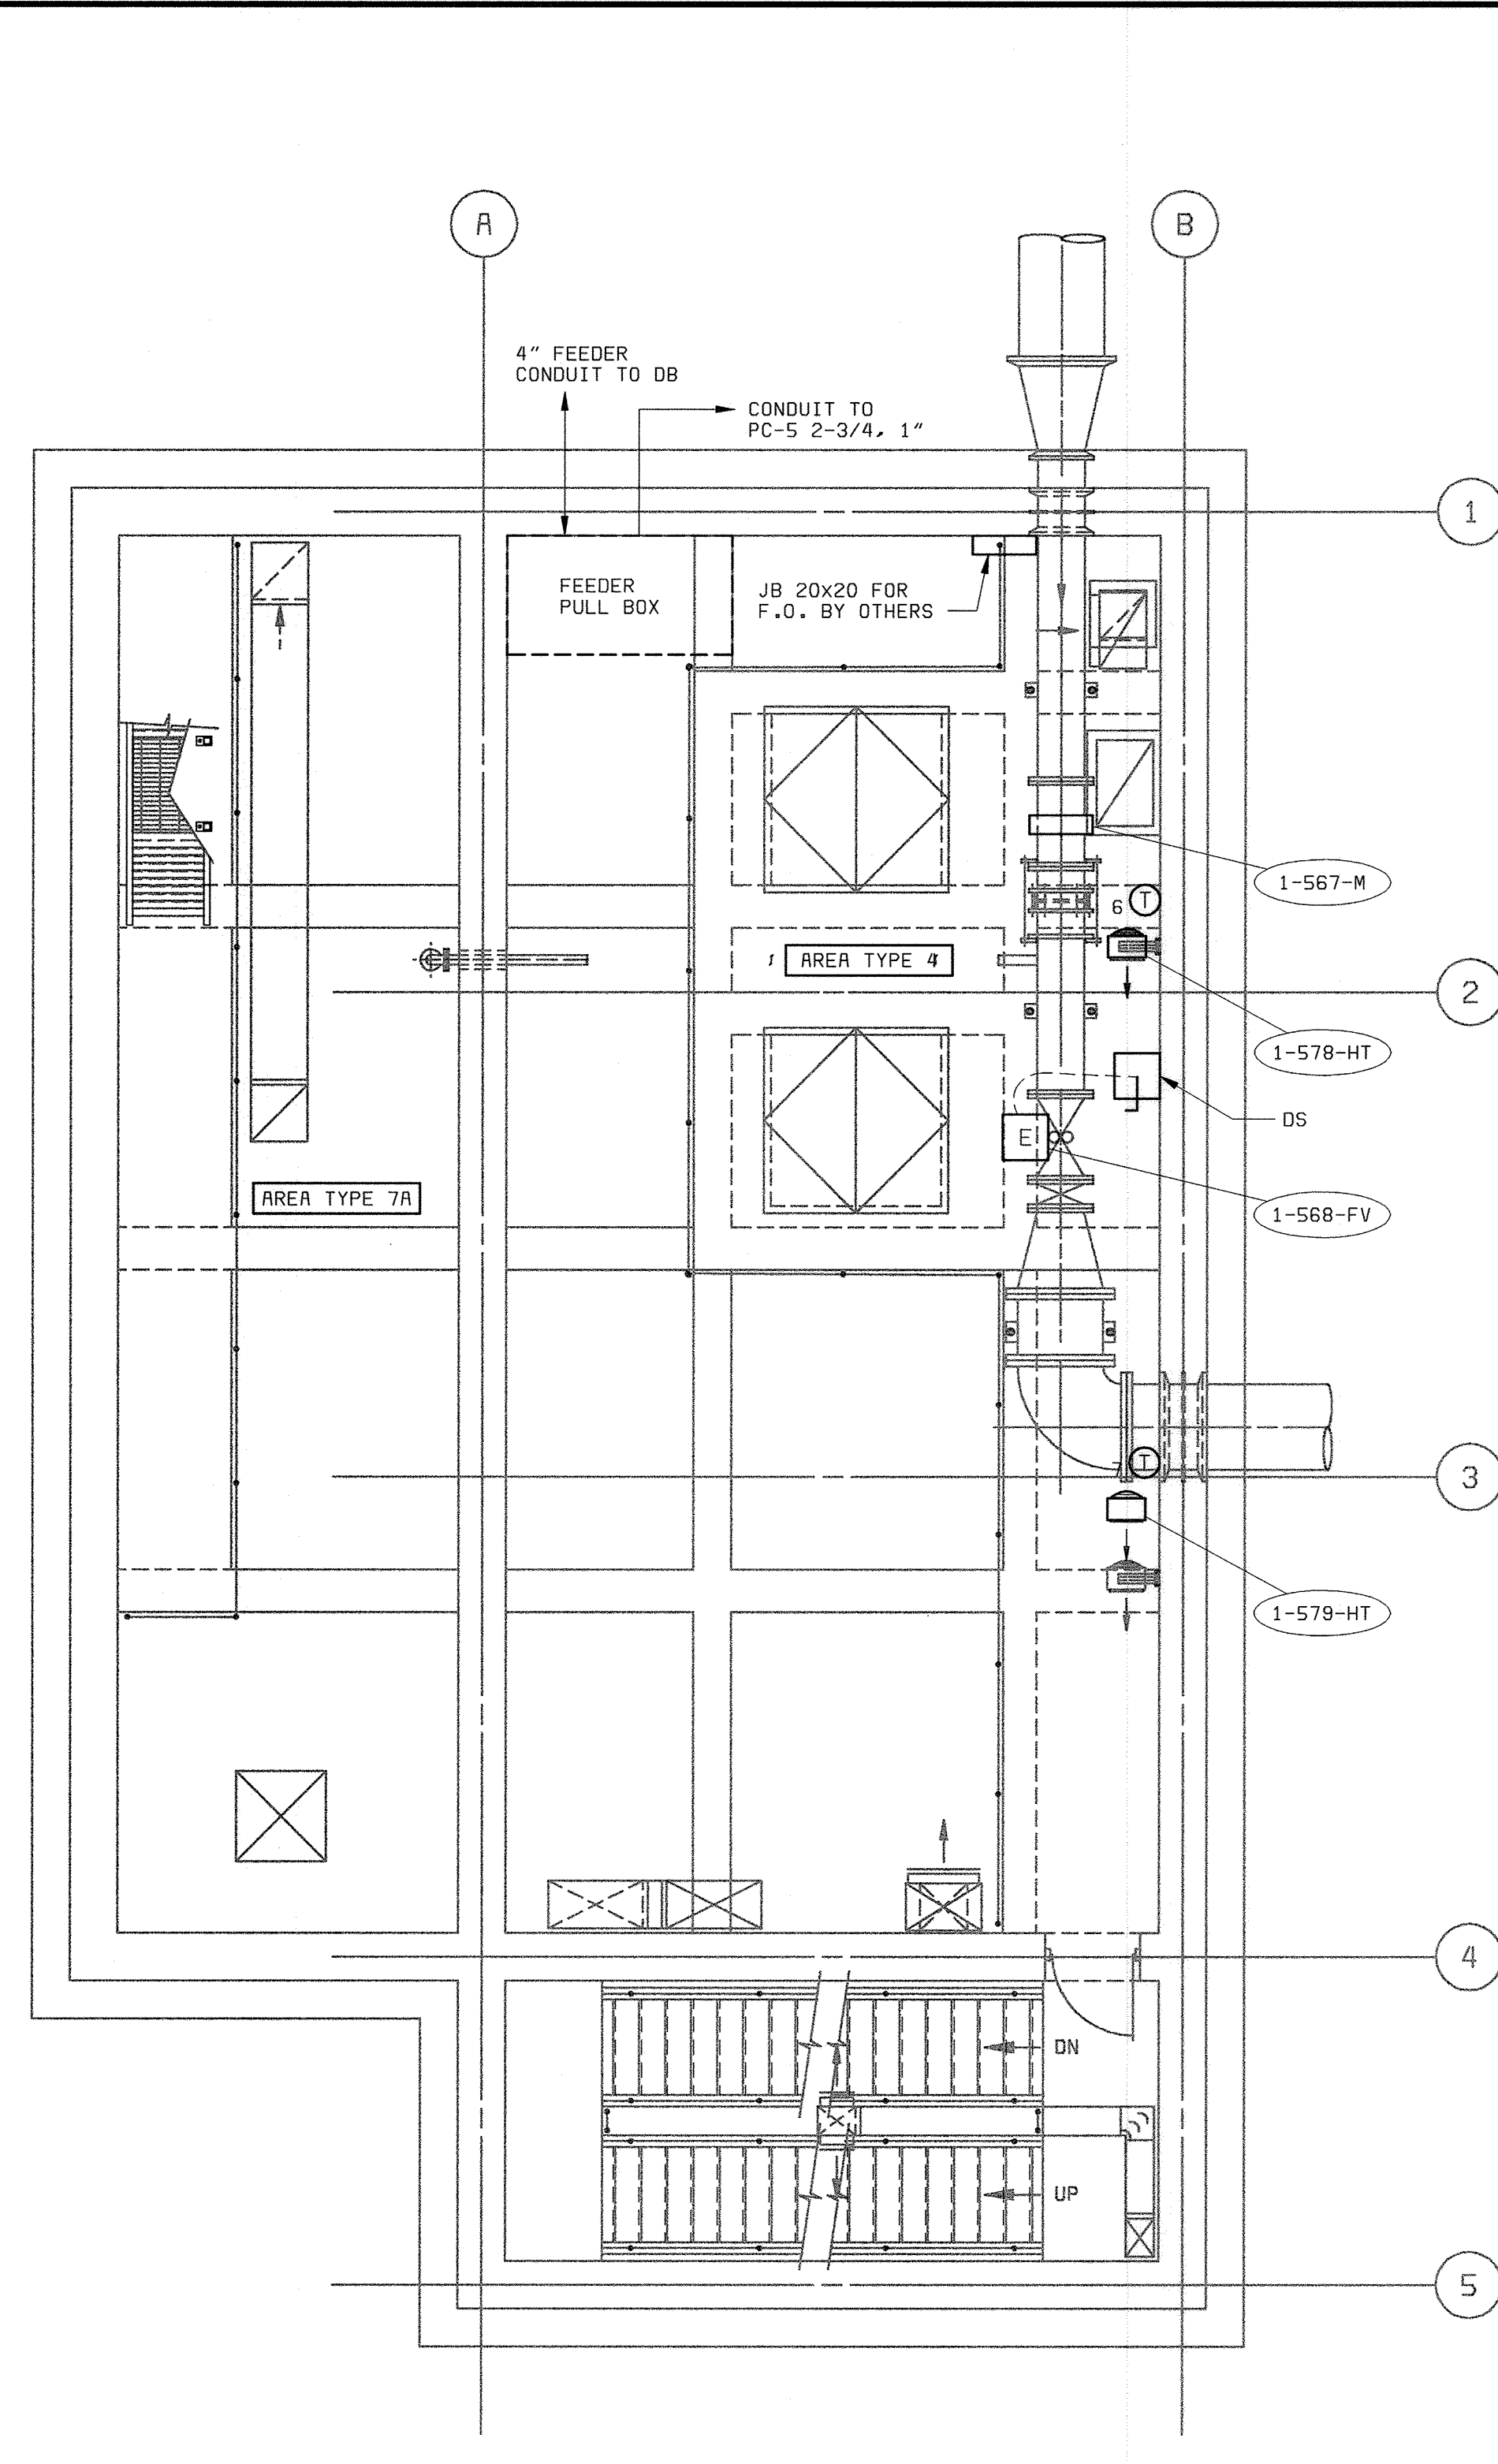 A
B
4" FEEDER
CONDUIT TO DB
CONDUIT TO
PC-5 2-3/4, 1"
1
FEEDER
PULL BOX
JB 20x20 FOR
F.O. BY OTHERS
1-567-M
6
T
AREA TYPE 4
2
1-578-HT
DS
E
AREA TYPE 7A
1-568-FV
T
3
1-579-HT
4
DN
UP
5